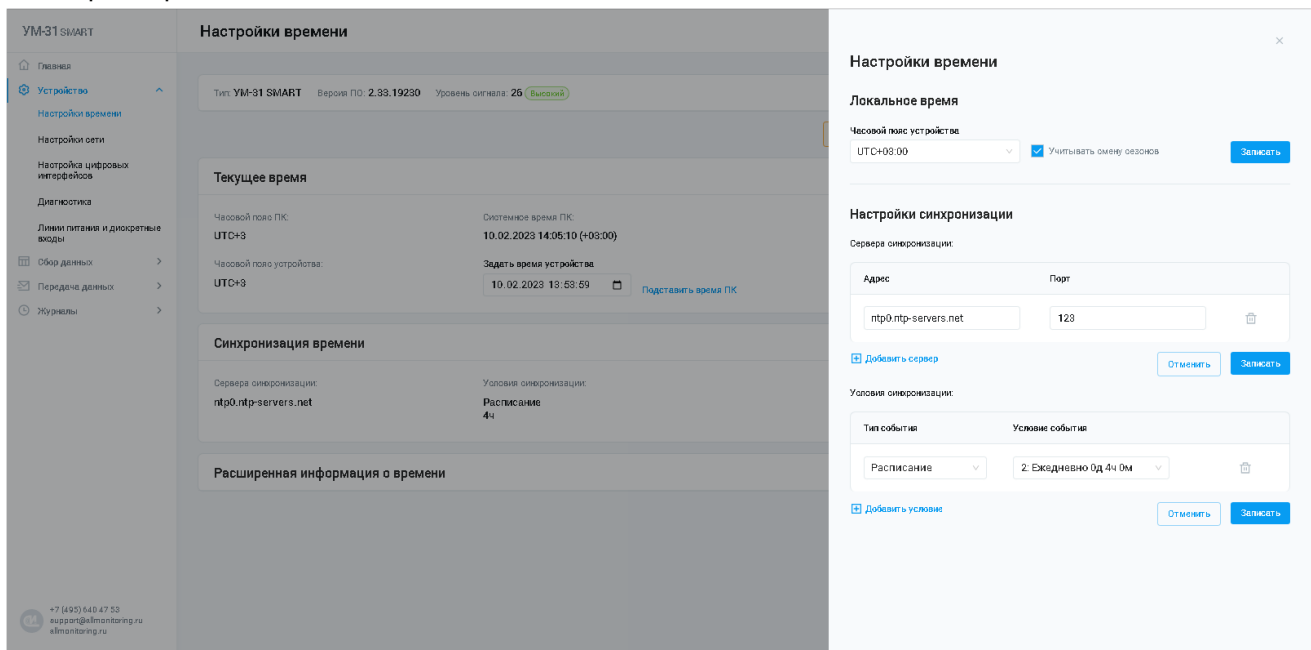 УМ-31 SMART
Настройки времени
Главная
Устройство
Настройки времени
Настройки сети
Настройка цифровых
интерфейсов
Диагностика
Линии питания и дискретные
входы
Сбор данных
Передача данных
Журналы
+7 (495) 640 47 53
support@allmonitoring.ru
allmonitoring.ru
Тип: УМ-31 SMART Версия ПО: 2.33.19230 Уровень сигнала: 26 Высокий
Текущее время
Часовой пояс ПК:
UTC+3
Системное время ПК:
10.02.2023 14:05:10 (+03:00)
Часовой пояс устройства:
UTC+3
Задать время устройства
10.02.2023 13:53:59
Подставить время ПК
Синхронизация времени
Сервера синхронизации:
ntp0.ntp-servers.net
Условия синхронизации:
Расписание
4ч
Расширенная информация о времени
Настройки времени
Локальное время
Часовой пояс устройства
UTC+03:00
Учитывать смену сезонов
Записать
Настройки синхронизации
Сервера синхронизации:
Адрес Порт
ntp0.ntp-servers.net 123
Добавить сервер
Отменить Записать
Условия синхронизации:
Тип события Условие события
Расписание 2: Ежедневно 0д 4ч 0м
Добавить условие
Отменить Записать